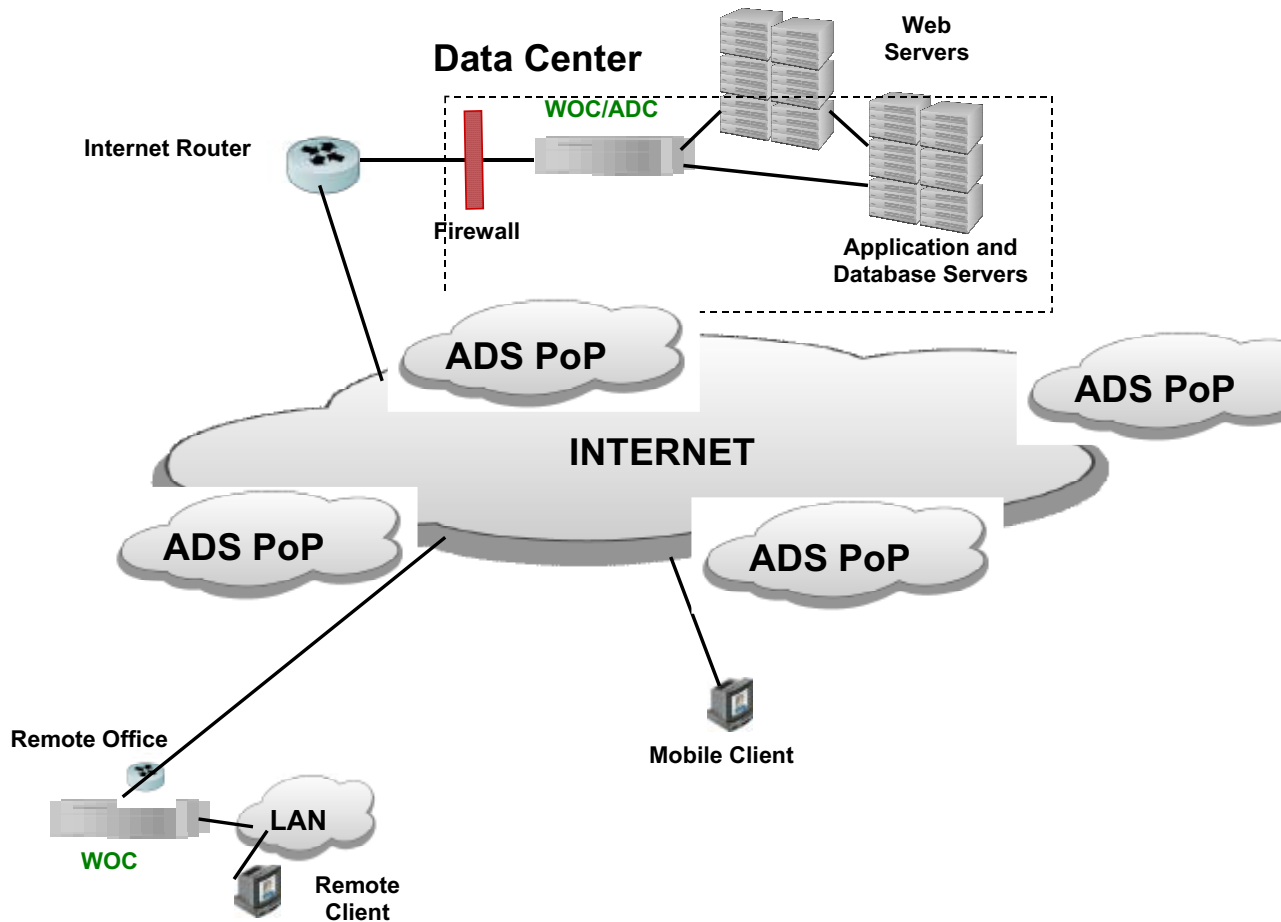 Web
Servers
Data Center
WOC/ADC
Internet Router
Firewall
Application and
Database Servers
ADS PoP
ADS PoP
INTERNET
ADS PoP
ADS PoP
Remote Office
Mobile Client
LAN
WOC
Remote
Client